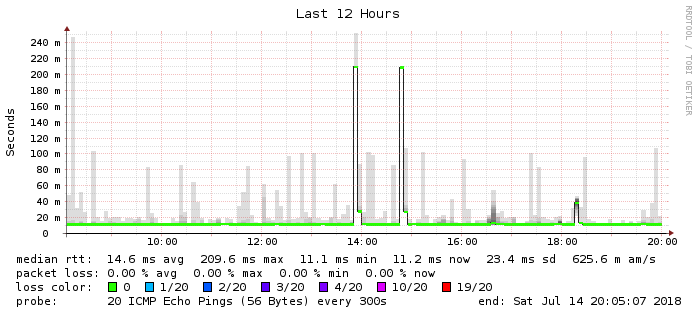 Last 12 Hours
RRDTOOL / TOBI OETIKER
Seconds
240 m
220 m
200 m
180 m
160 m
140 m
120 m
100 m
80 m
60 m
40 m
20 m
0
10:00 12:00 14:00 16:00 18:00 20:00
median rtt: 14.6 ms avg 209.6 ms max 11.1 ms min 11.2 ms now 23.4 ms sd 625.6 m am/s
packet loss: 0.00 % avg 0.00 % max 0.00 % min 0.00 % now
loss color: 0 1/20 2/20 3/20 4/20 10/20 19/20
probe: 20 ICMP Echo Pings (56 Bytes) every 300s end: Sat Jul 14 20:05:07 2018